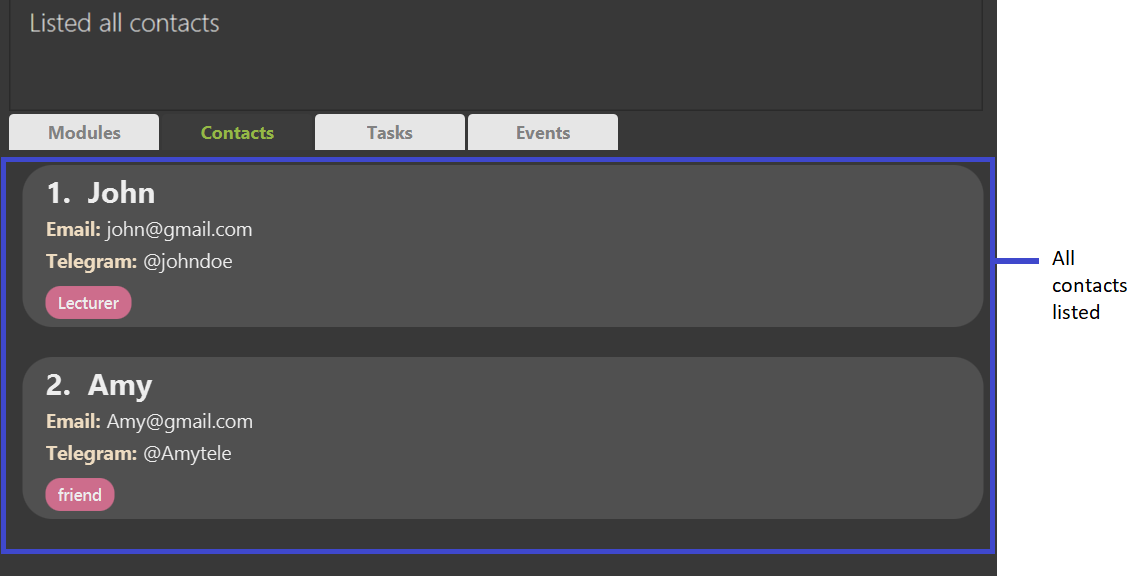 Listed all contacts
Modules Contacts Tasks Events
1. John
Email: john@gmail.com
Telegram: @johndoe
Lecturer
2. Amy
Email: Amy@gmail.com
Telegram: @Amytele
friend
All
contacts
listed